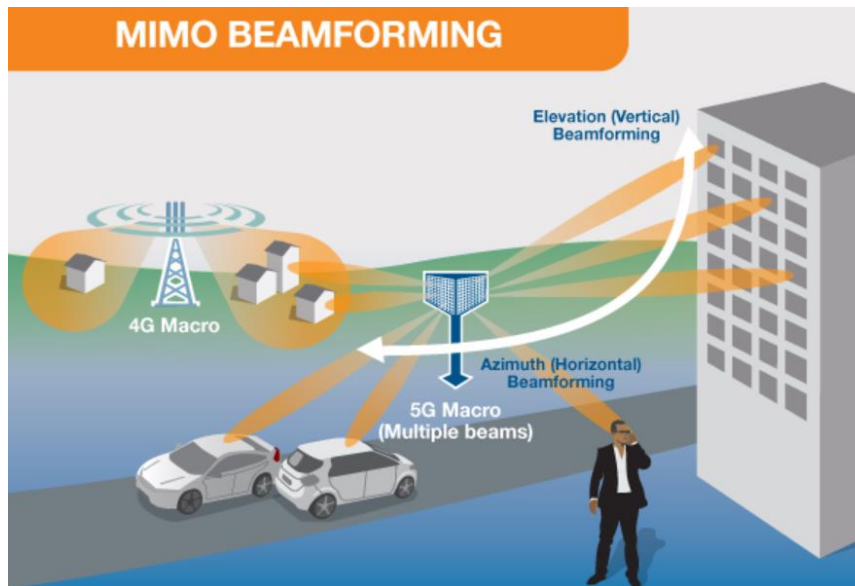 MIMO BEAMFORMING
Elevation (Vertical)
Beamforming
4G Macro
Azimuth (Horizontal)
Beamforming
5G Macro
(Multiple beams)